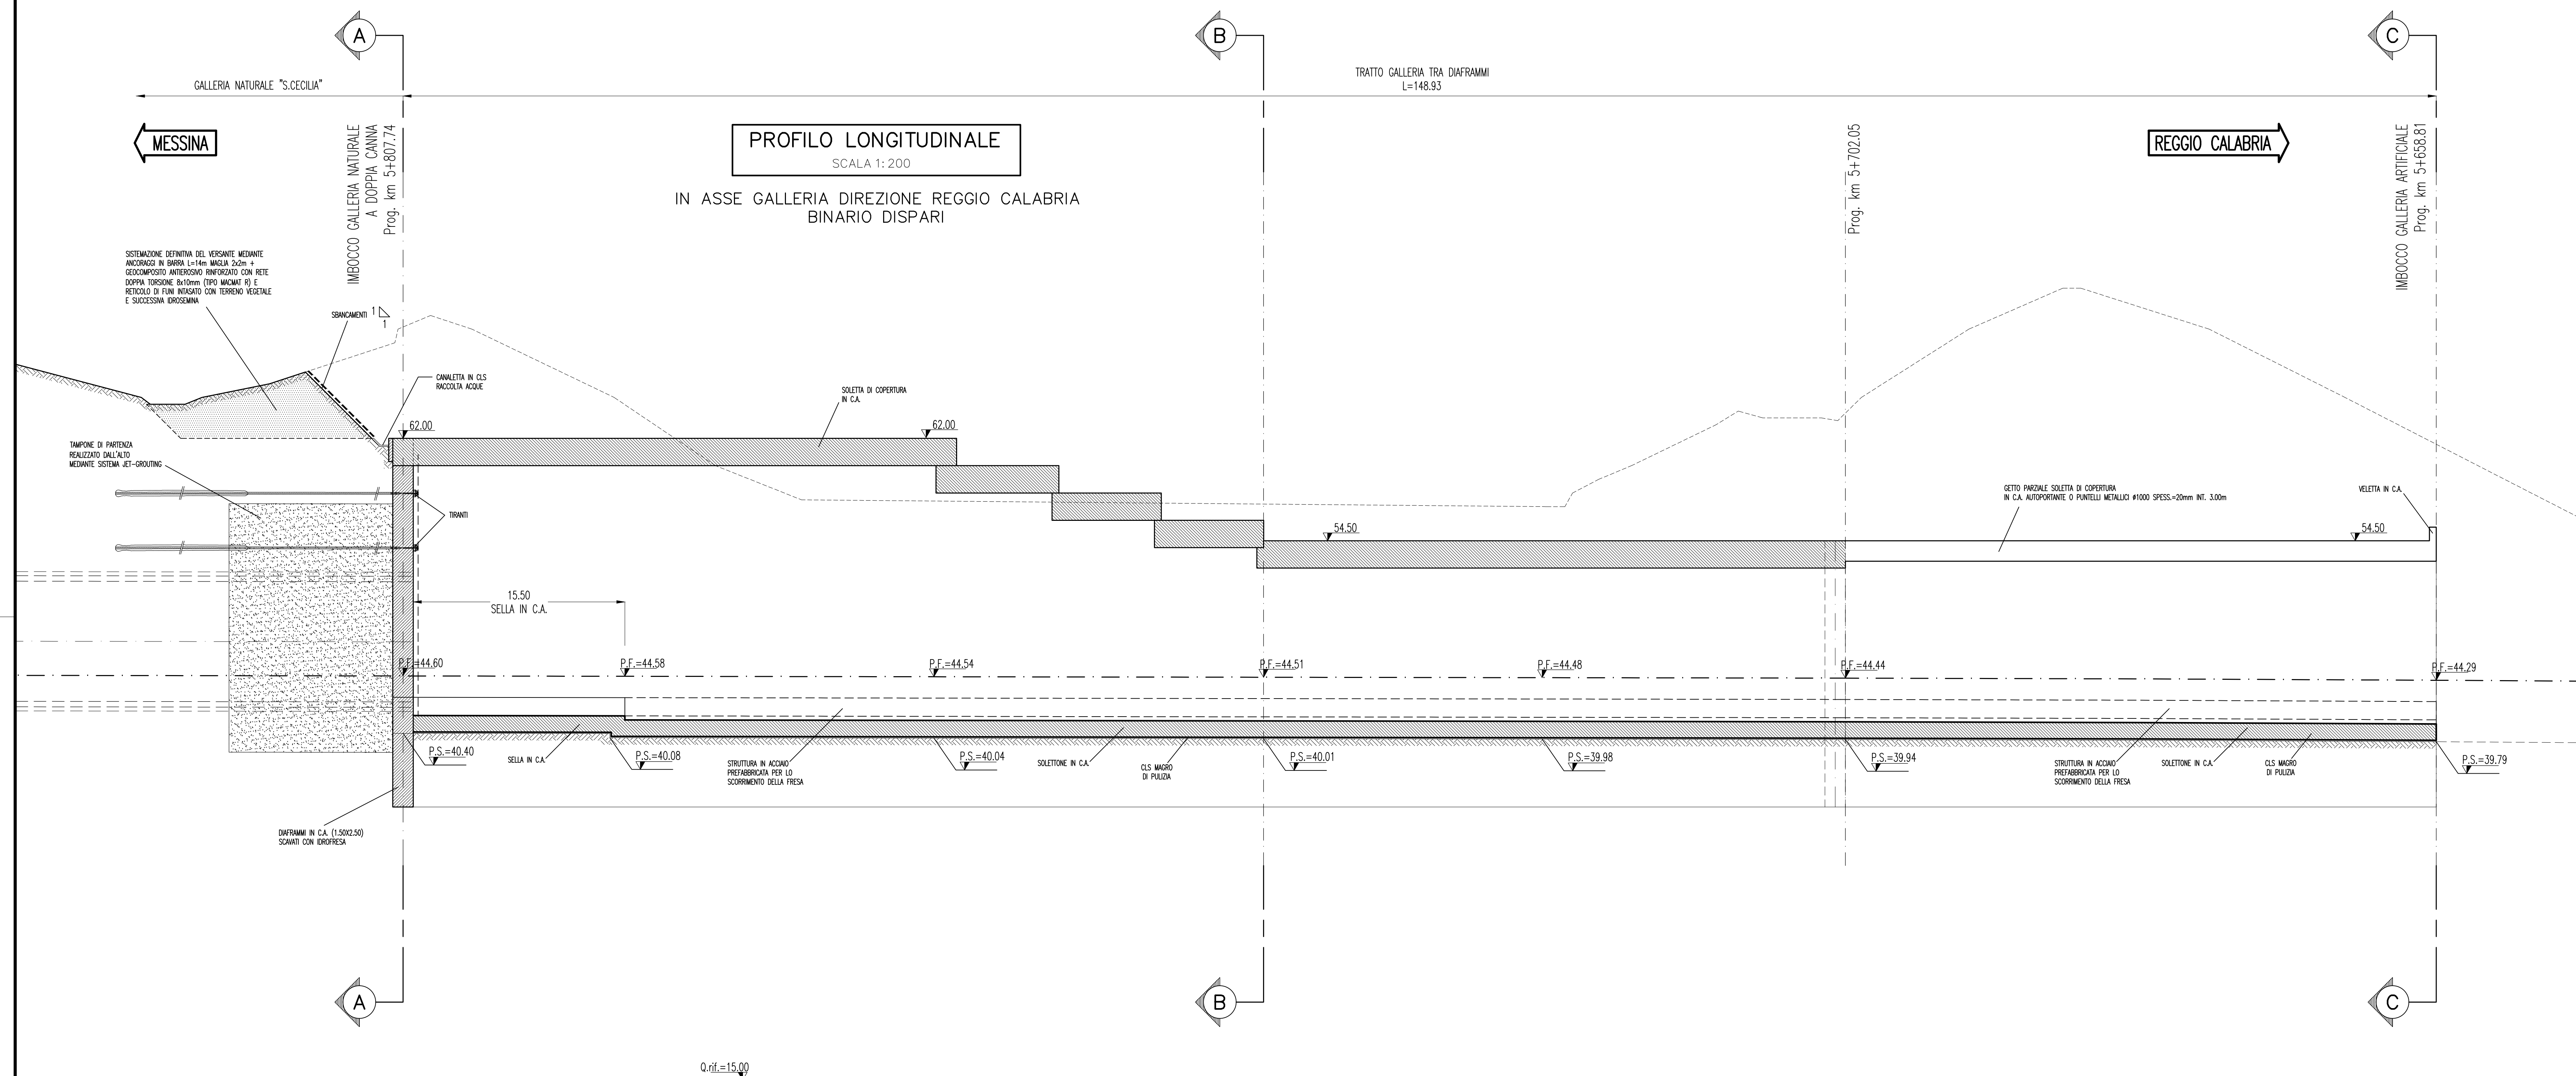 A
B
C
GALLERIA NATURALE "S.CECILIA"
TRATTO GALLERIA TRA DIAFRAMMI
L=148.93
MESSINA
IMBOCCO GALLERIA NATURALE
A DOPPIA CANNA
Prog. km 5+807.74
PROFILO LONGITUDINALE
SCALA 1:200
IN ASSE GALLERIA DIREZIONE REGGIO CALABRIA
BINARIO DISPARI
Prog. km 5+702.05
REGGIO CALABRIA
IMBOCCO GALLERIA ARTIFICIALE
Prog. km 5+658.81
SISTEMAZIONE DEFINITIVA DEL VERSANTE MEDIANTE
ANCORAGGI IN BARRA L=14m MAGLIA 2x2m +
GEOCOMPOSITO ANTIEROSIVO RINFORZATO CON RETE
DOPPIA TORSIONE 8x10mm (TIPO MACMAT R) E
RETICOLO DI FUNI INTASATO CON TERRENO VEGETALE
E SUCCESSIVA IDROSEMINA
SBANCAMENTI
1
1
CANALETTA IN CLS
RACCOLTA ACQUE
SOLETTA DI COPERTURA
IN C.A.
62.00
62.00
TAMPONE DI PARTENZA
REALIZZATO DALL'ALTO
MEDIANTE SISTEMA JET-GROUTING
TIRANTI
GETTO PARZIALE SOLETTA DI COPERTURA
IN C.A. AUTOPORTANTE O PUNTELLI METALLICI ø1000 SPESS.=20mm INT. 3.00m
VELETTA IN C.A.
54.50
54.50
15.50
SELLA IN C.A.
P.F.=44.60
P.F.=44.58
P.F.=44.54
P.F.=44.51
P.F.=44.48
P.F.=44.44
P.F.=44.29
P.S.=40.40
SELLA IN C.A.
P.S.=40.08
STRUTTURA IN ACCIAIO
PREFABBRICATA PER LO
SCORRIMENTO DELLA FRESA
P.S.=40.04
SOLETTONE IN C.A.
CLS MAGRO
DI PULIZIA
P.S.=40.01
P.S.=39.98
P.S.=39.94
STRUTTURA IN ACCIAIO
PREFABBRICATA PER LO
SCORRIMENTO DELLA FRESA
SOLETTONE IN C.A.
CLS MAGRO
DI PULIZIA
P.S.=39.79
DIAFRAMMI IN C.A. (1.50X2.50)
SCAVATI CON IDROFRESA
A
B
C
Q.rif.=15.00